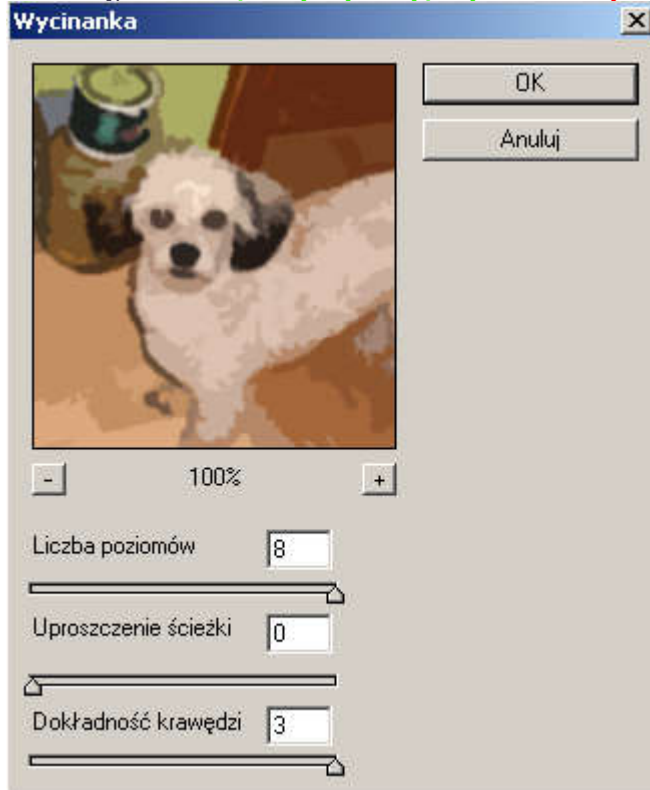 Wycinanka
OK
Anuluj
- 100% +
Liczba poziomów 8
Uproszczenie ścieżki 0
Dokładność krawędzi 3